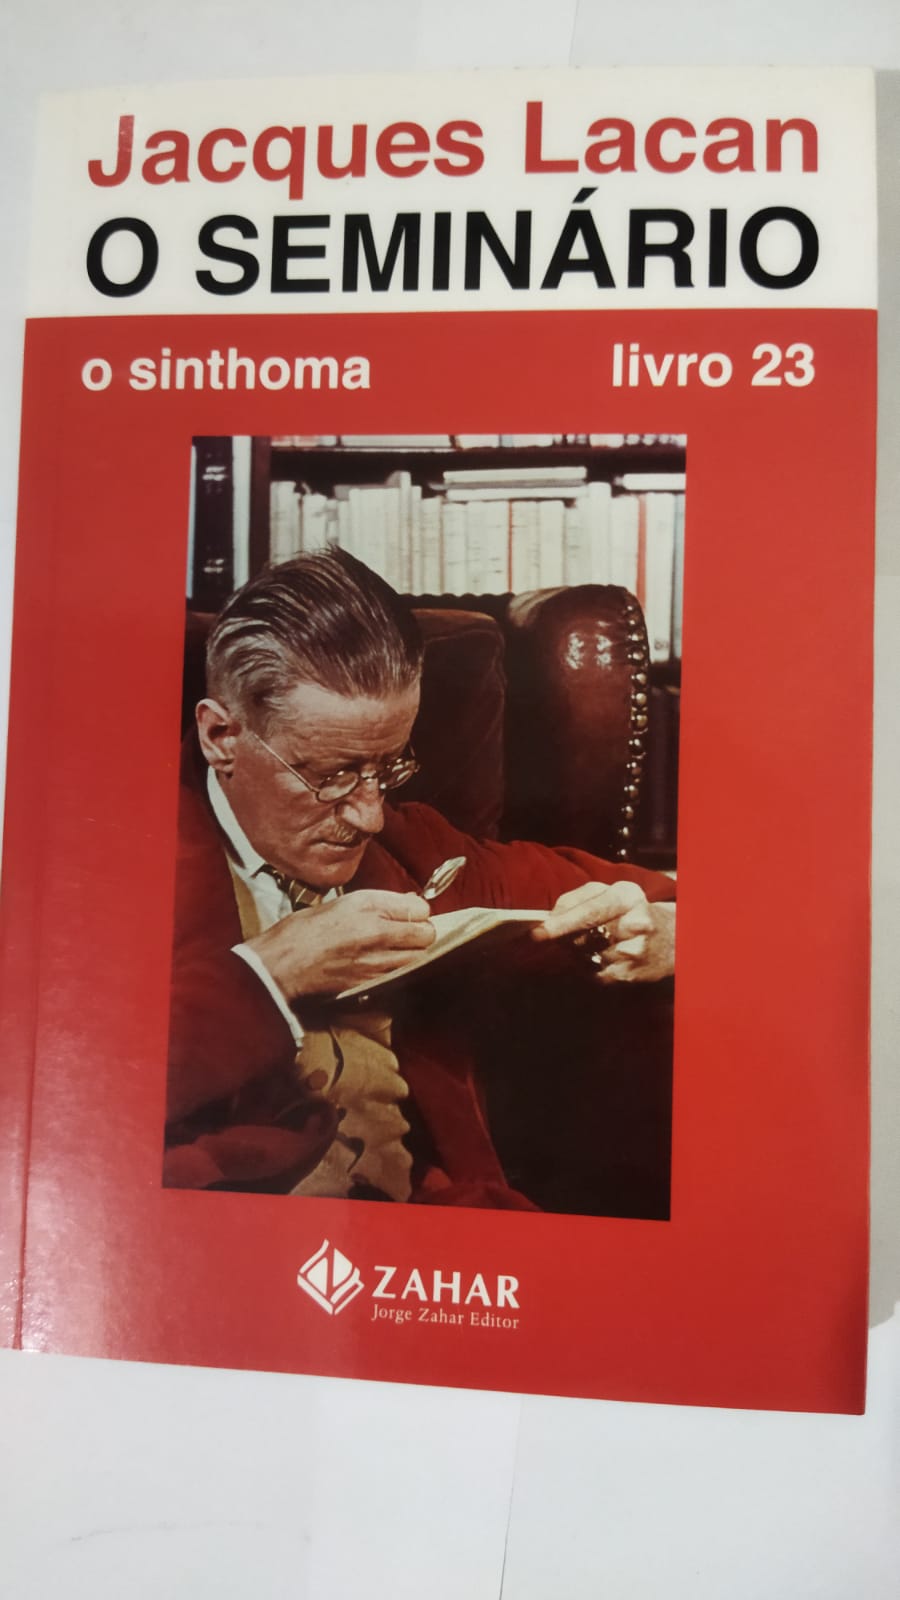 Jacques Lacan
O SEMINÁRIO
o sinthoma livro 23
ZAHAR
Jorge Zahar Editor